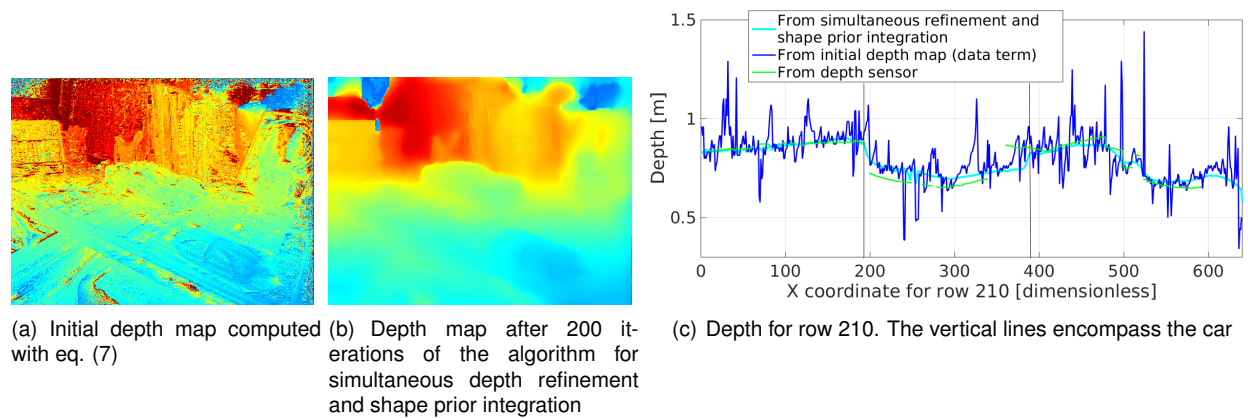 (a) Initial depth map computed
with eq. (7)
(b) Depth map after 200 it-
erations of the algorithm for
simultaneous depth refinement
and shape prior integration
1.5
1
0.5
Depth [m]
From simultaneous refinement and
shape prior integration
From initial depth map (data term)
From depth sensor
0 100 200 300 400 500 600
X coordinate for row 210 [dimensionless]
(c) Depth for row 210. The vertical lines encompass the car